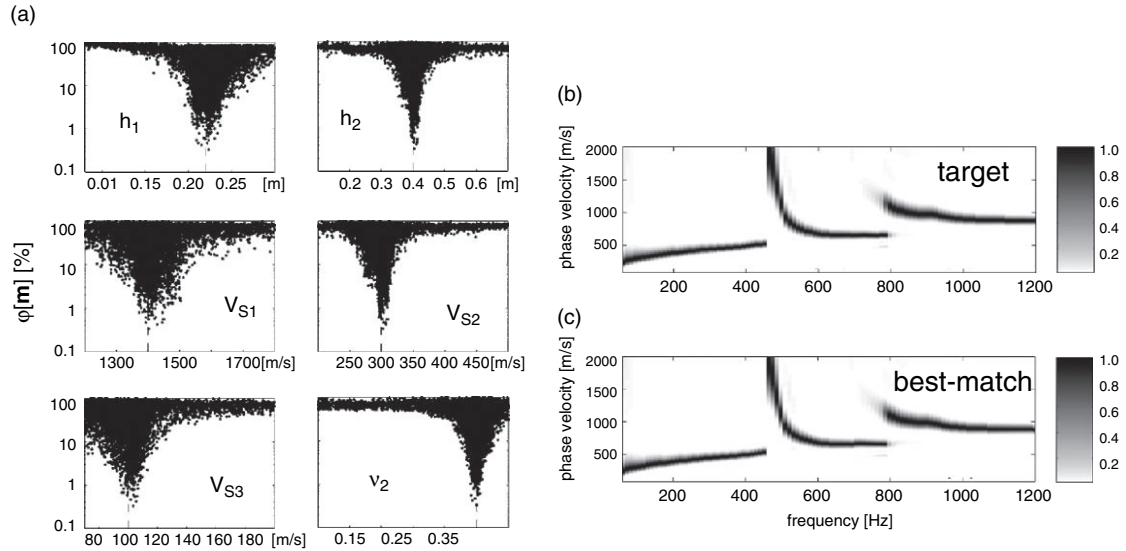 (a)
100
10
1
0.1
h1
0.01 0.15 0.20 0.25 [m]
h2
0.2 0.3 0.4 0.5 0.6 [m]
φ[m] [%]
100
10
1
0.1
VS1
1300 1500 1700[m/s]
VS2
250 300 350 400 450[m/s]
100
10
1
0.1
VS3
80 100 120 140 160 180 [m/s]
ν2
0.15 0.25 0.35
(b)
phase velocity [m/s]
2000
1500
1000
500
target
200 400 600 800 1000 1200
1.0
0.8
0.6
0.4
0.2
(c)
phase velocity [m/s]
2000
1500
1000
500
best-match
200 400 600 800 1000 1200
frequency [Hz]
1.0
0.8
0.6
0.4
0.2